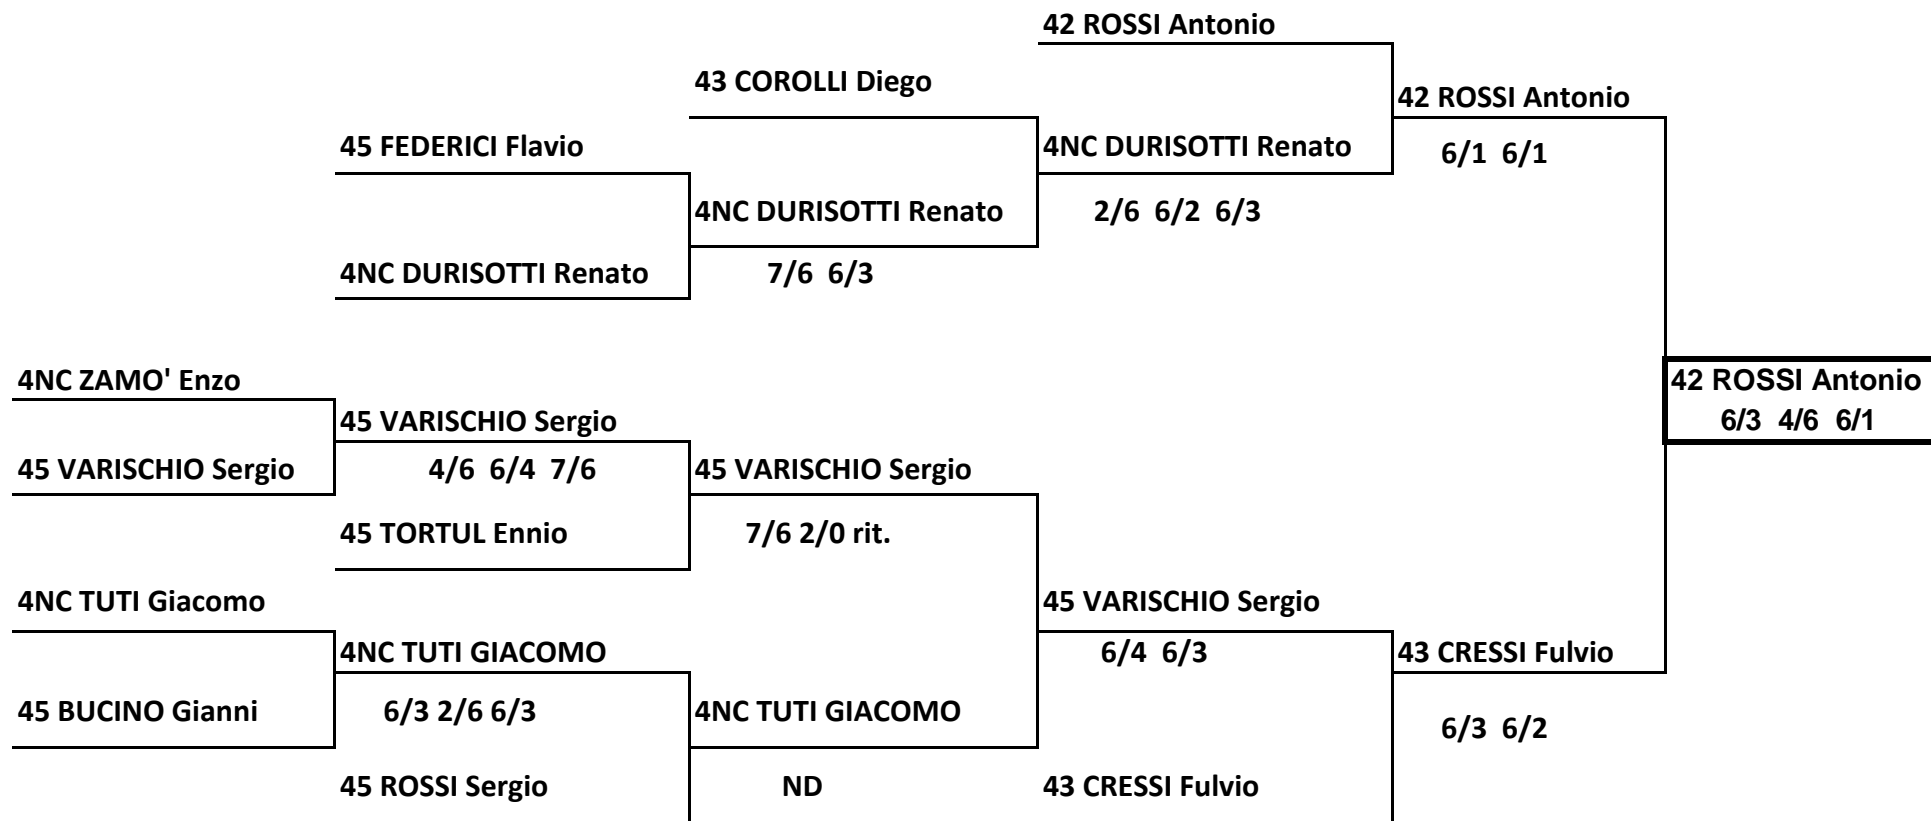 42 ROSSI Antonio
43 COROLLI Diego
42 ROSSI Antonio
45 FEDERICI Flavio
4NC DURISOTTI Renato
6/1 6/1
4NC DURISOTTI Renato
2/6 6/2 6/3
4NC DURISOTTI Renato
7/6 6/3
4NC ZAMO' Enzo
42 ROSSI Antonio
45 VARISCHIO Sergio
6/3 4/6 6/1
45 VARISCHIO Sergio
4/6 6/4 7/6
45 VARISCHIO Sergio
45 TORTUL Ennio
7/6 2/0 rit.
4NC TUTI Giacomo
45 VARISCHIO Sergio
4NC TUTI GIACOMO
6/4 6/3
43 CRESSI Fulvio
45 BUCINO Gianni
6/3 2/6 6/3
4NC TUTI GIACOMO
6/3 6/2
45 ROSSI Sergio
ND
43 CRESSI Fulvio